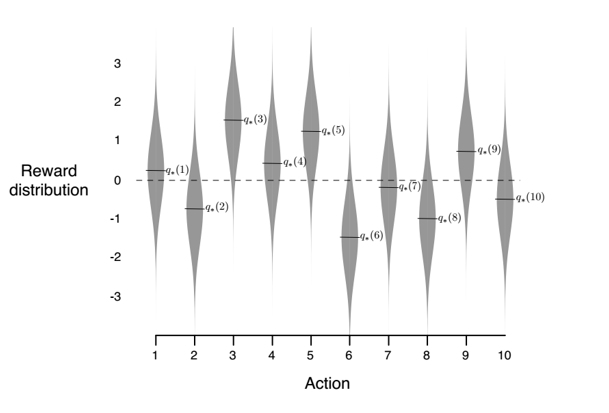 3
2
1
0
-1
-2
-3
Reward
distribution
q*(1)
q*(2)
q*(3)
q*(4)
q*(5)
q*(6)
q*(7)
q*(8)
q*(9)
q*(10)
1 2 3 4 5 6 7 8 9 10
Action